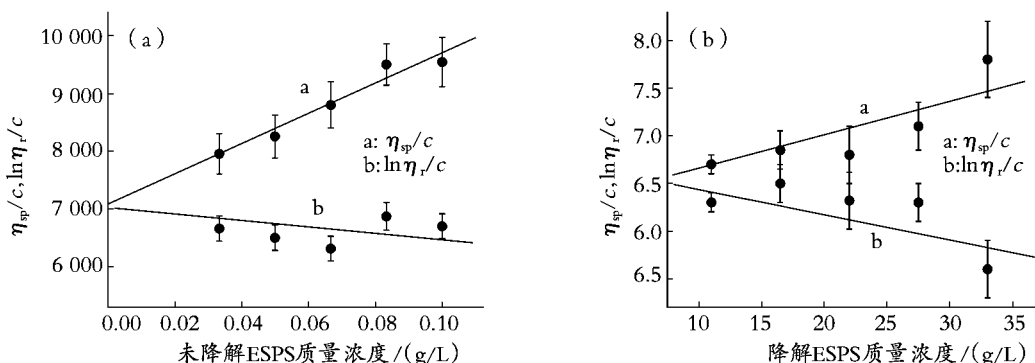 (a)
10 000
9 000
8 000
7 000
6 000
η_sp/c, lnη_r/c
a
b
a: η_sp/c
b: lnη_r/c
0.00 0.02 0.04 0.06 0.08 0.10
未降解ESPS质量浓度/(g/L)
(b)
8.0
7.5
7.0
6.5
6.0
6.5
η_sp/c, lnη_r/c
a
b
a: η_sp/c
b:lnη_r/c
10 15 20 25 30 35
降解ESPS质量浓度/(g/L)